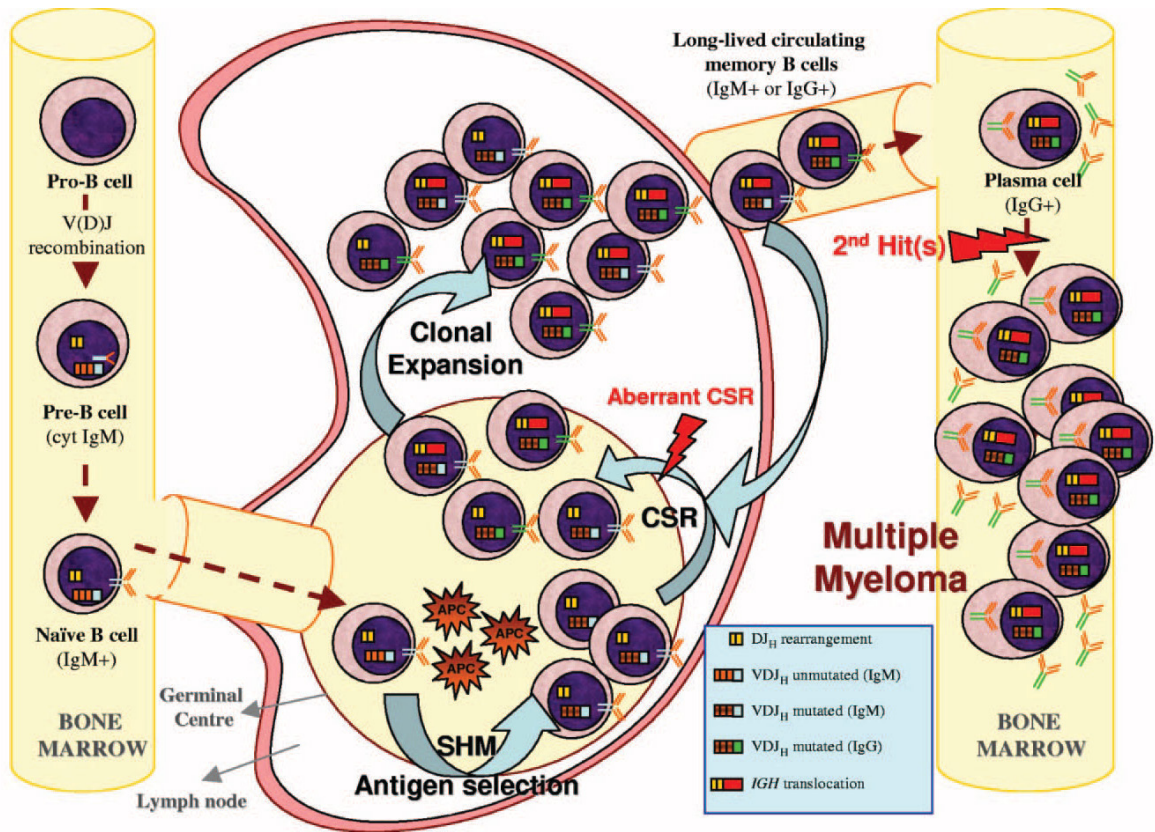 Pro-B cell
V(D)J
recombination
Pre-B cell
(cyt IgM)
Naïve B cell
(IgM+)
BONE
MARROW
Germinal
Centre
Lymph node
Clonal
Expansion
Aberrant CSR
CSR
APC
APC
APC
SHM
Antigen selection
Long-lived circulating
memory B cells
(IgM+ or IgG+)
Plasma cell
(IgG+)
2nd Hit(s)
Multiple
Myeloma
DJH rearrangement
VDJH unmutated (IgM)
VDJH mutated (IgM)
VDJH mutated (IgG)
IGH translocation
BONE
MARROW